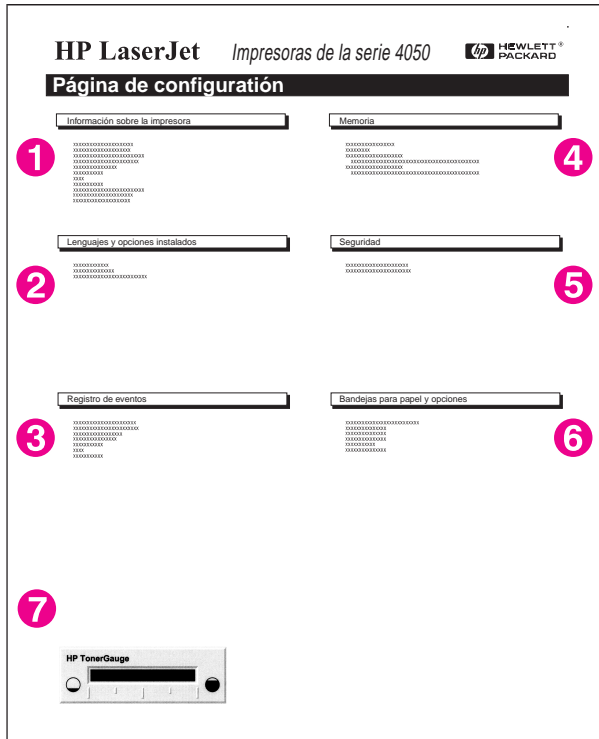 HP LaserJet Impresoras de la serie 4050 hp HEWLETT® PACKARD
Página de configuratión
Información sobre la impresora
1
Lenguajes y opciones instalados
2
Registro de eventos
3
Memoria
4
Seguridad
5
Bandejas para papel y opciones
6
7
HP TonerGauge